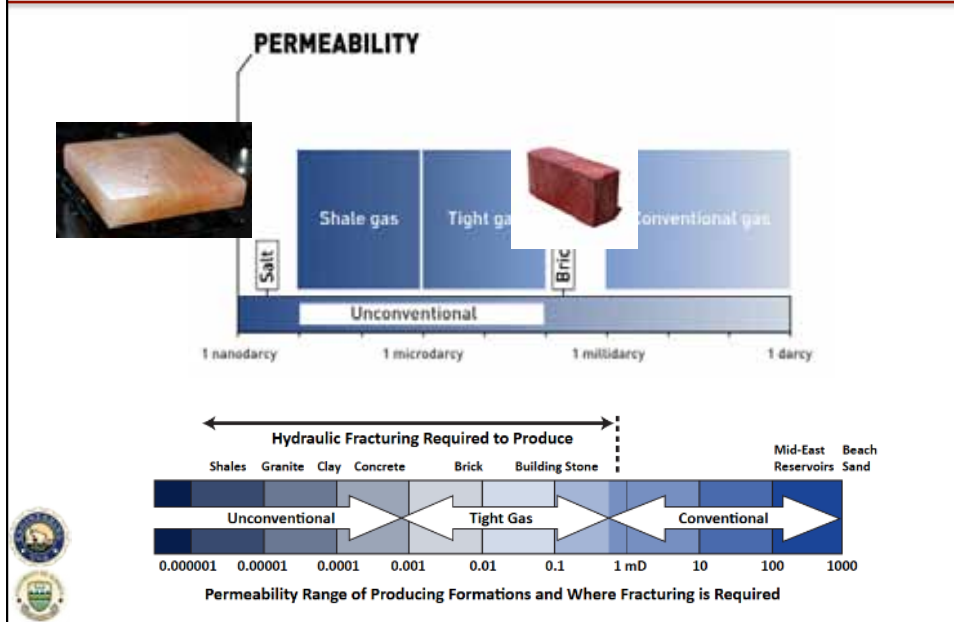 PERMEABILITY
Shale gas
Tight ga
onventional gas
Salt
Bric
Unconventional
1 nanodarcy
1 microdarcy
1 millidarcy
1 darcy
Hydraulic Fracturing Required to Produce
Shales
Granite
Clay
Concrete
Brick
Building Stone
Mid-East
Reservoirs
Beach
Sand
Unconventional
Tight Gas
Conventional
0.000001
0.00001
0.0001
0.001
0.01
0.1
1 mD
10
100
1000
Permeability Range of Producing Formations and Where Fracturing is Required